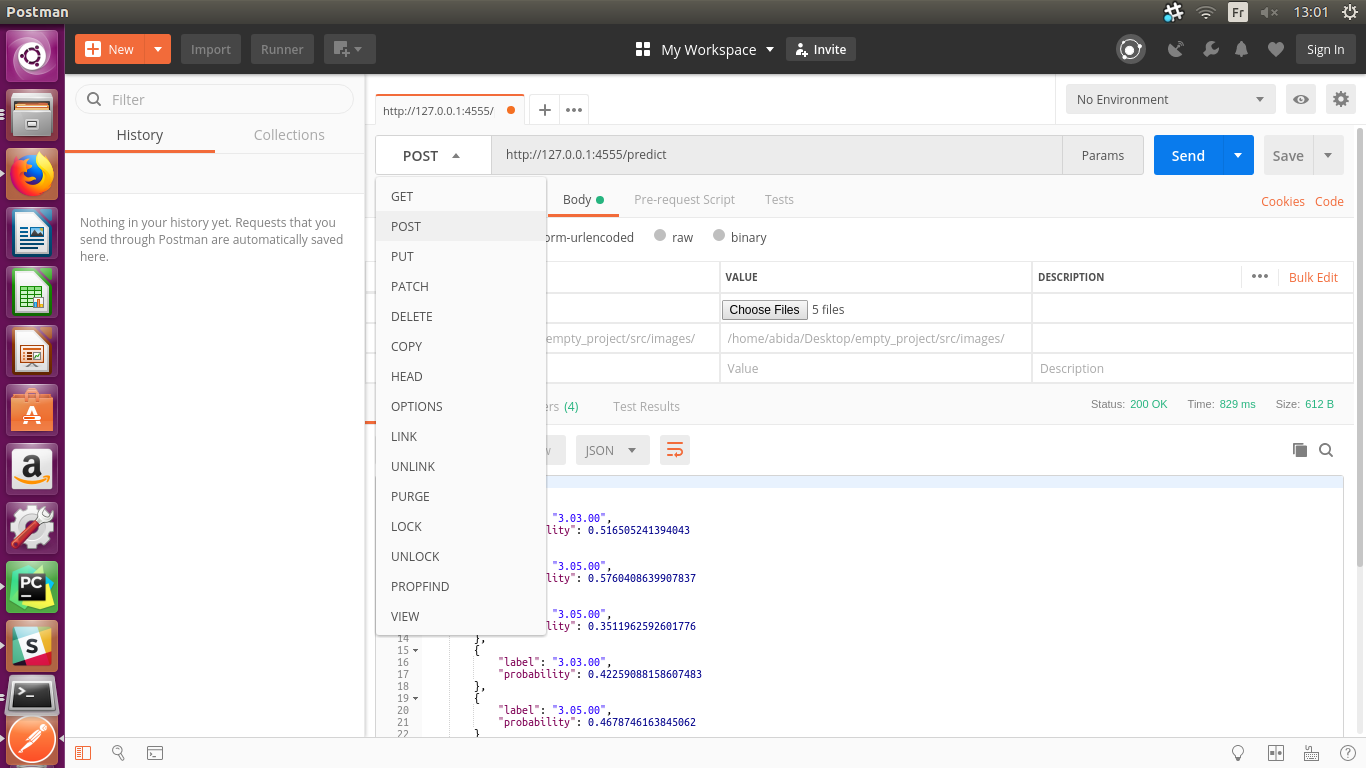 Postman
Fr
13:01
New
Import
Runner
My Workspace
Invite
Sign In
Filter
History
Collections
Nothing in your history yet. Requests that you
send through Postman are automatically saved
here.
http://127.0.0.1:4555/
No Environment
POST
http://127.0.0.1:4555/predict
Params
Send
Save
GET
POST
PUT
PATCH
DELETE
COPY
HEAD
OPTIONS
LINK
UNLINK
PURGE
LOCK
UNLOCK
PROPFIND
VIEW
Body
Pre-request Script
Tests
Cookies
Code
orm-urlencoded
raw
binary
VALUE
DESCRIPTION
Bulk Edit
Choose Files 5 files
empty_project/src/images/
/home/abida/Desktop/empty_project/src/images/
Value
Description
ers (4)
Test Results
Status: 200 OK
Time: 829 ms
Size: 612 B
JSON
"3.03.00",
lity": 0.516505241394043
"3.05.00",
lity": 0.5760408639907837
"3.05.00",
lity": 0.3511962592601776
14 },
15 {
16 "label": "3.03.00",
17 "probability": 0.42259088158607483
18 },
19 {
20 "label": "3.05.00",
21 "probability": 0.4678746163845062
22 }